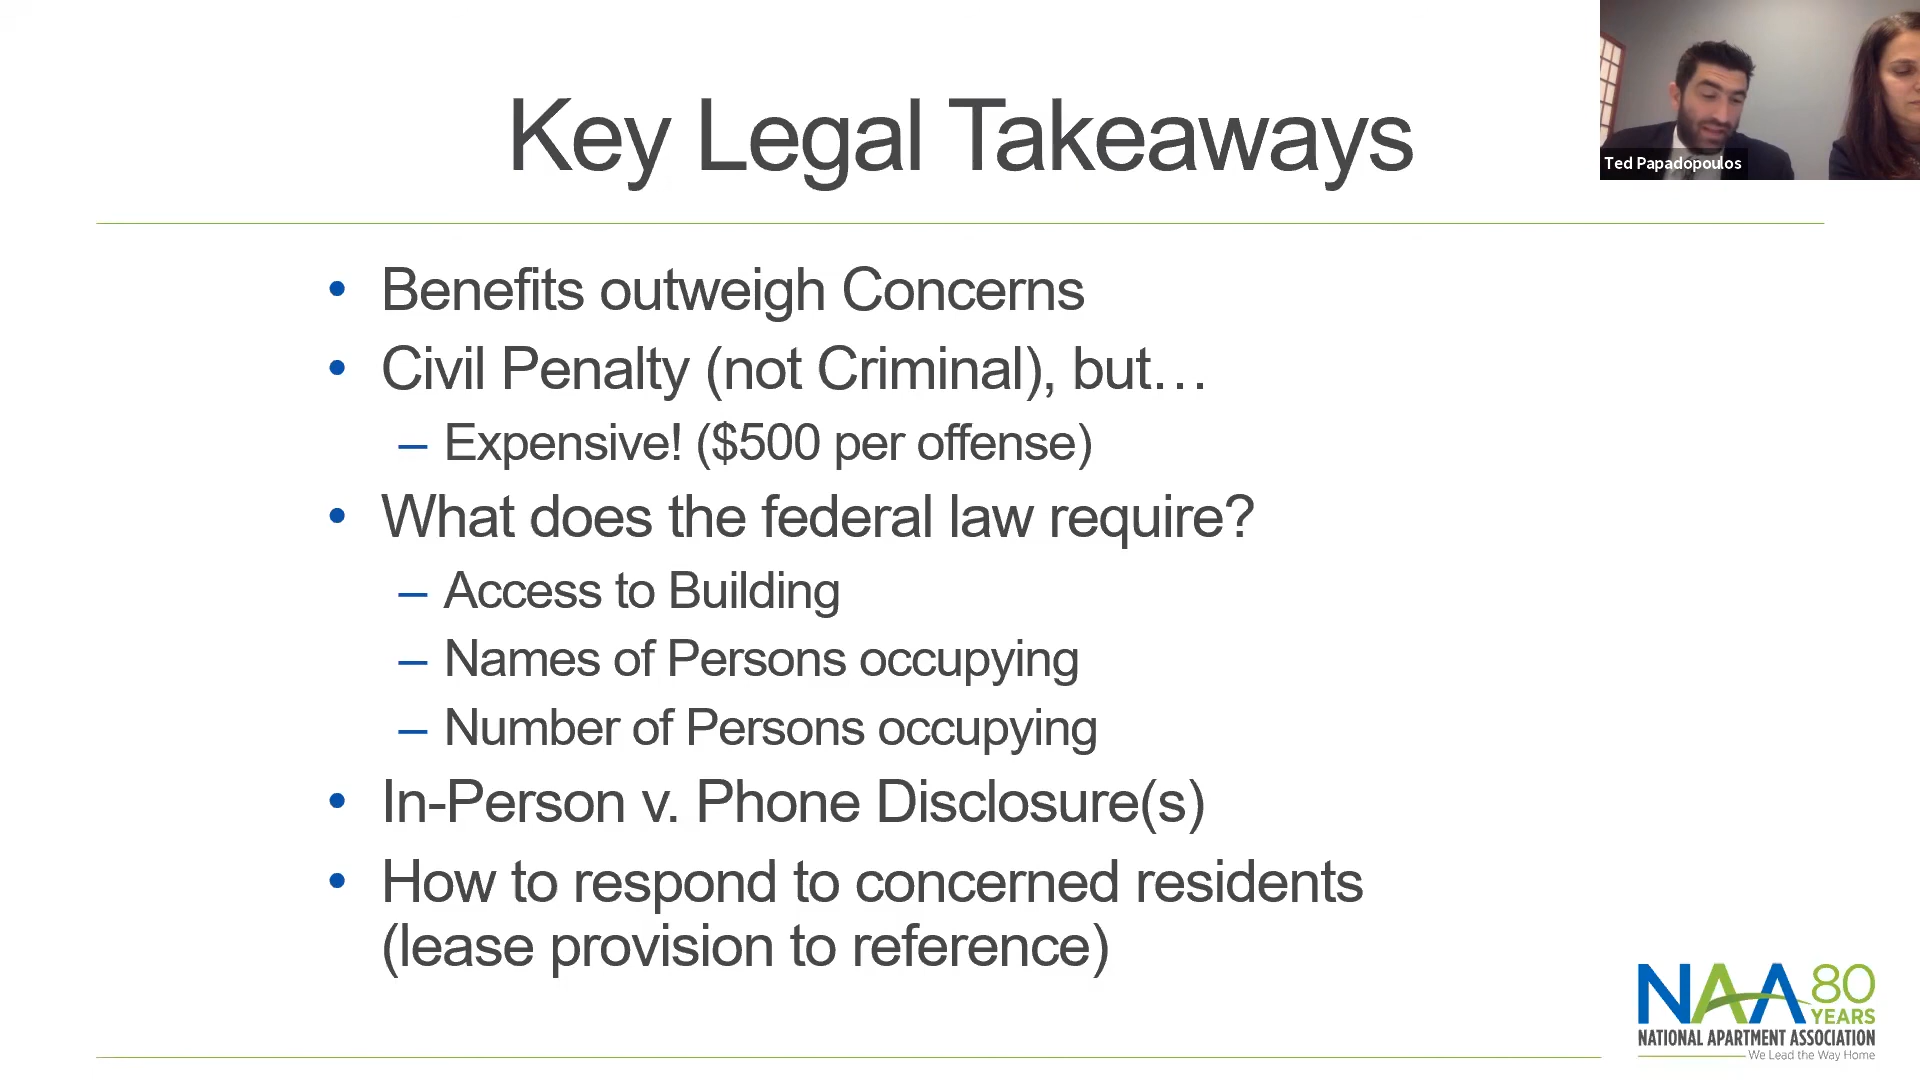 Key Legal Takeaways
Ted Papadopoulos
• Benefits outweigh Concerns
• Civil Penalty (not Criminal), but…
– Expensive! ($500 per offense)
• What does the federal law require?
– Access to Building
– Names of Persons occupying
– Number of Persons occupying
• In-Person v. Phone Disclosure(s)
• How to respond to concerned residents
(lease provision to reference)
NAA 80
YEARS
NATIONAL APARTMENT ASSOCIATION
We Lead the Way Home